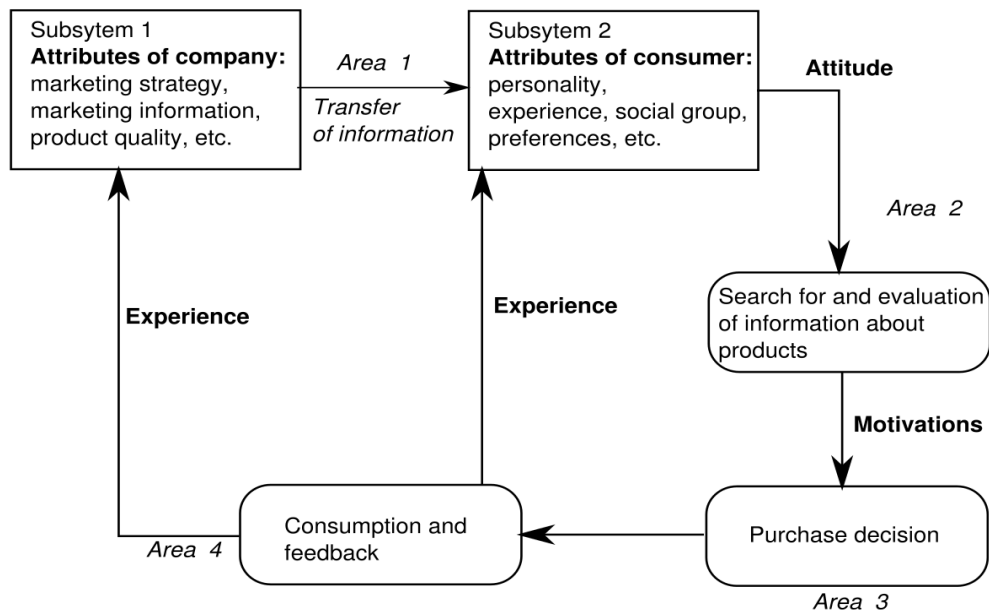 Subsytem 1
Attributes of company:
marketing strategy,
marketing information,
product quality, etc.
Area 1
Transfer
of information
Subsytem 2
Attributes of consumer:
personality,
experience, social group,
preferences, etc.
Attitude
Area 2
Search for and evaluation
of information about
products
Motivations
Purchase decision
Area 3
Consumption and
feedback
Area 4
Experience
Experience